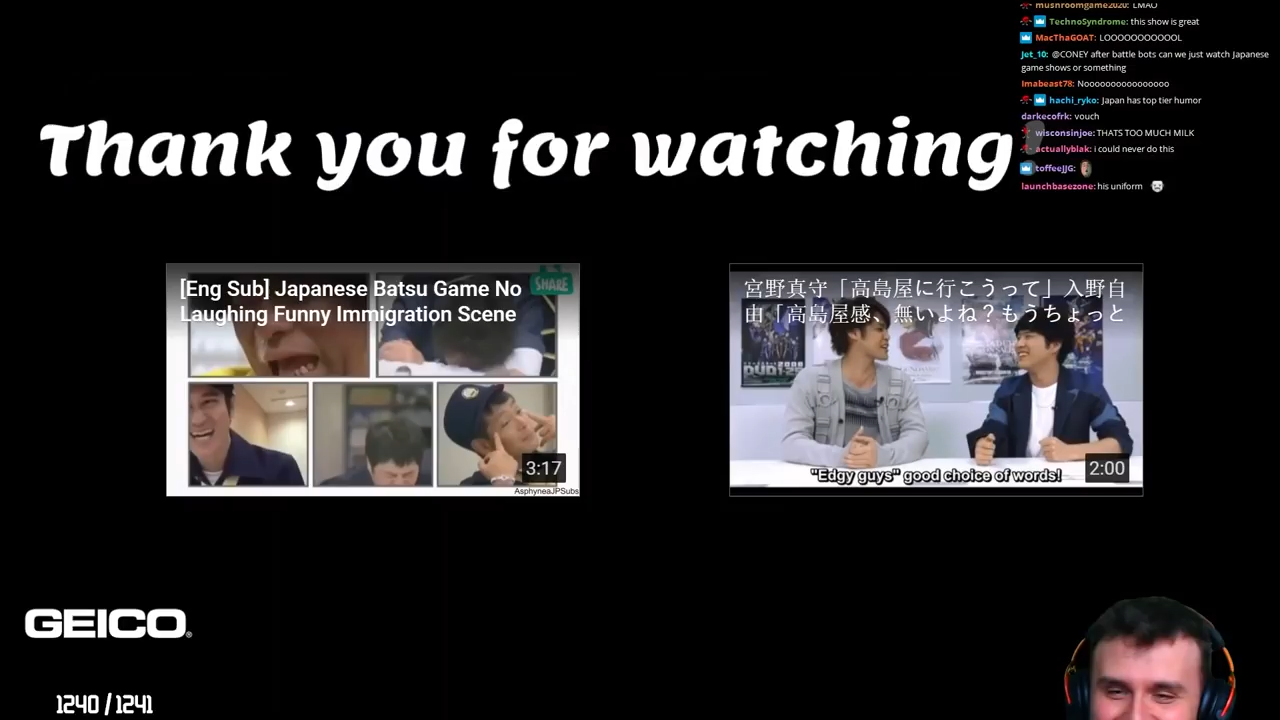 mushroomgame2020: LMAO
TechnoSyndrome: this show is great
MacThaGOAT: LOOOOOOOOOOOL
Jet_10: @CONEY after battle bots can we just watch Japanese
game shows or something
imabeast78: Nooooooooooooooo
hachi_ryko: Japan has top tier humor
darkecofrk: vouch
wisconsinjoe: THATS TOO MUCH MILK
actuallyblak: i could never do this
toffeeJJG:
launchbasezone: his uniform
Thank you for watching
[Eng Sub] Japanese Batsu Game No
Laughing Funny Immigration Scene
SHARE
3:17
AsphyneaJPSubs
宮野真守「高島屋に行こうって」入野自
由「高島屋感、無いよね？もうちょっと
"Edgy guys" good choice of words!
2:00
GEICO
1240 / 1241